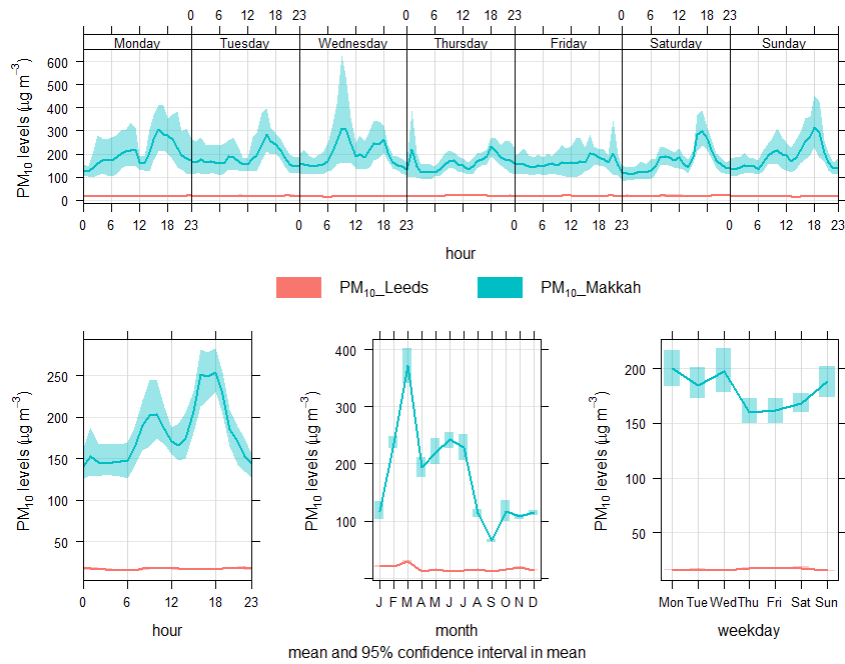 0 6 12 18 23 0 6 12 18 23 0 6 12 18 23
Monday Tuesday Wednesday Thursday Friday Saturday Sunday
PM₁₀ levels (μg m⁻³)
600
500
400
300
200
100
0
0 6 12 18 23 0 6 12 18 23 0 6 12 18 23 0 6 12 18 23
hour
PM₁₀_Leeds PM₁₀_Makkah
PM₁₀ levels (μg m⁻³)
250
200
150
100
50
0 6 12 18 23
hour
PM₁₀ levels (μg m⁻³)
400
300
200
100
J F M A M J J A S O N D
month
PM₁₀ levels (μg m⁻³)
200
150
100
50
Mon Tue Wed Thu Fri Sat Sun
weekday
mean and 95% confidence interval in mean